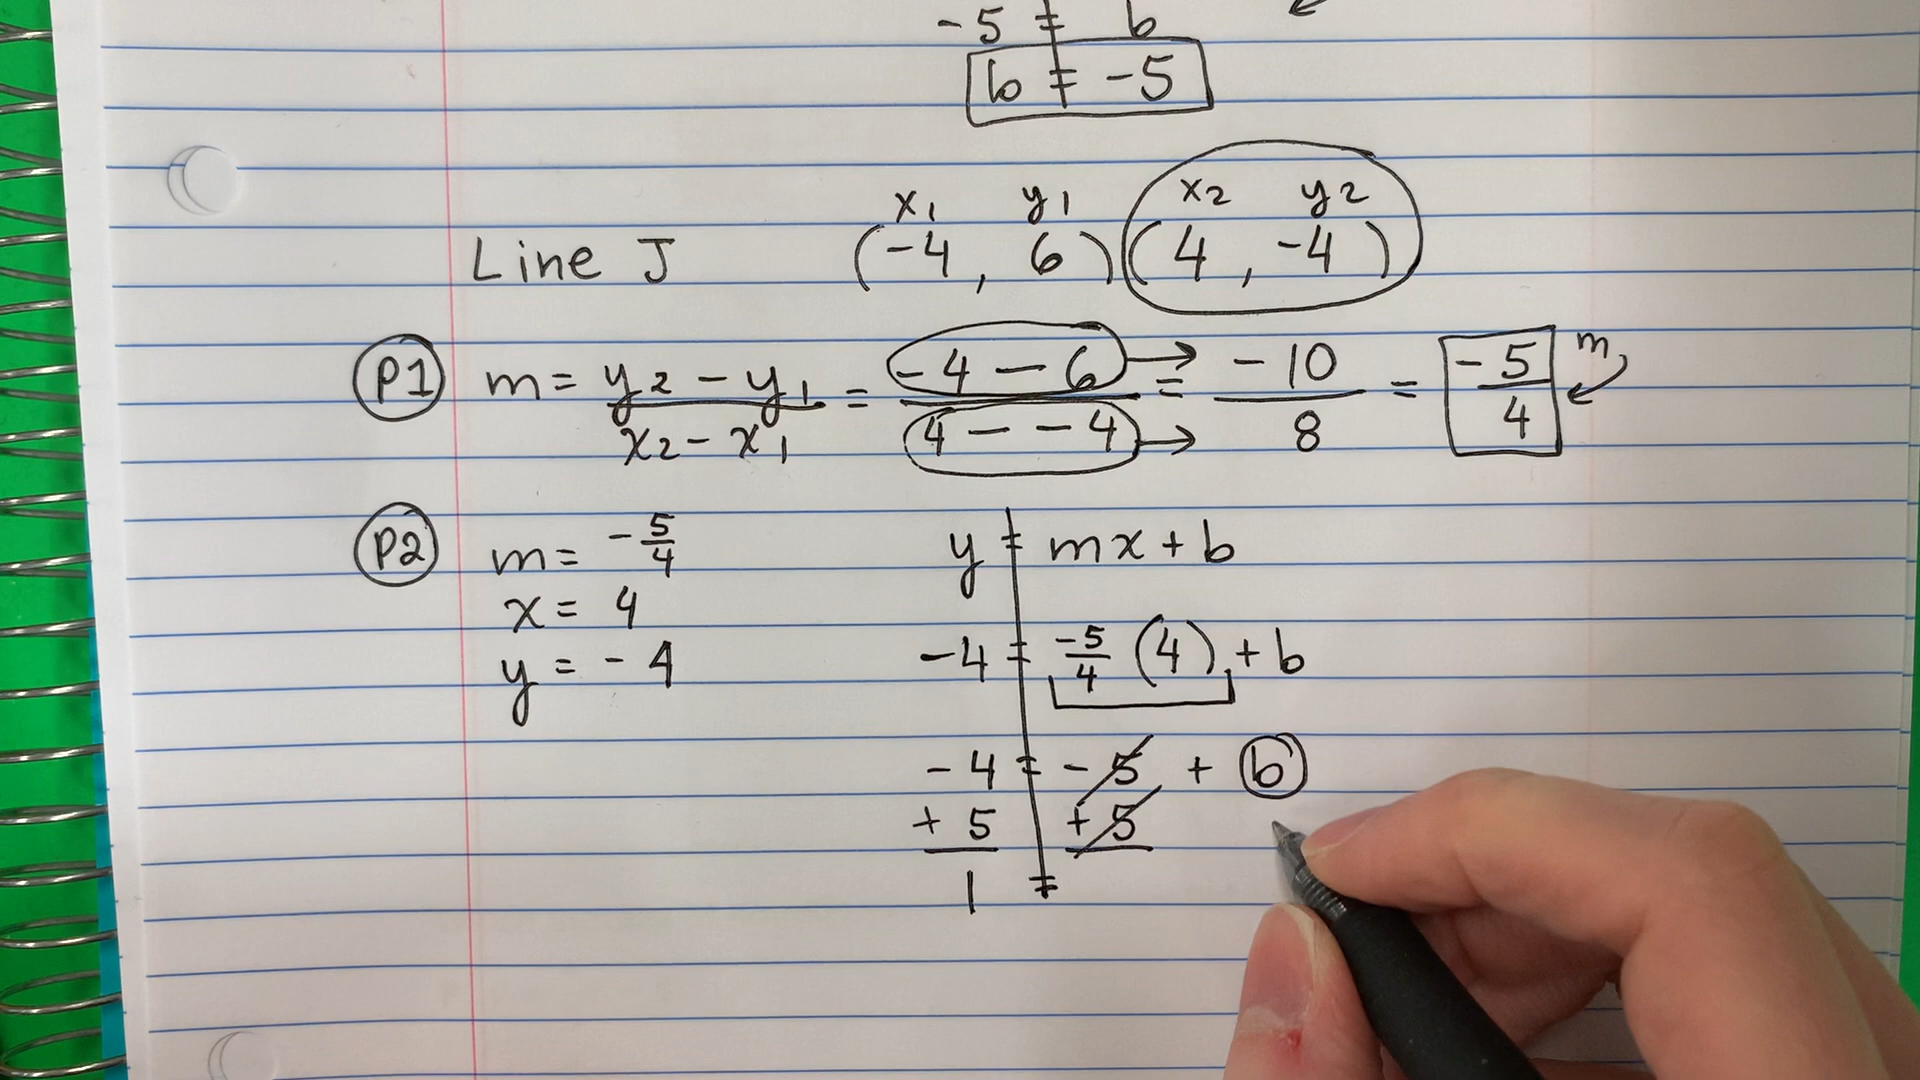 -5 = b
b = -5
x1 y1 x2 y2
Line J (-4, 6) (4, -4)
P1 m = y2 - y1 / x2 - x1 = -4 - 6 / 4 - -4 → → = -10 / 8 = -5 / 4 m
P2 m = -5/4 y = mx + b
x = 4
y = -4 -4 = -5/4 (4) + b
-4 = -5 + b
+5 +5
1 =